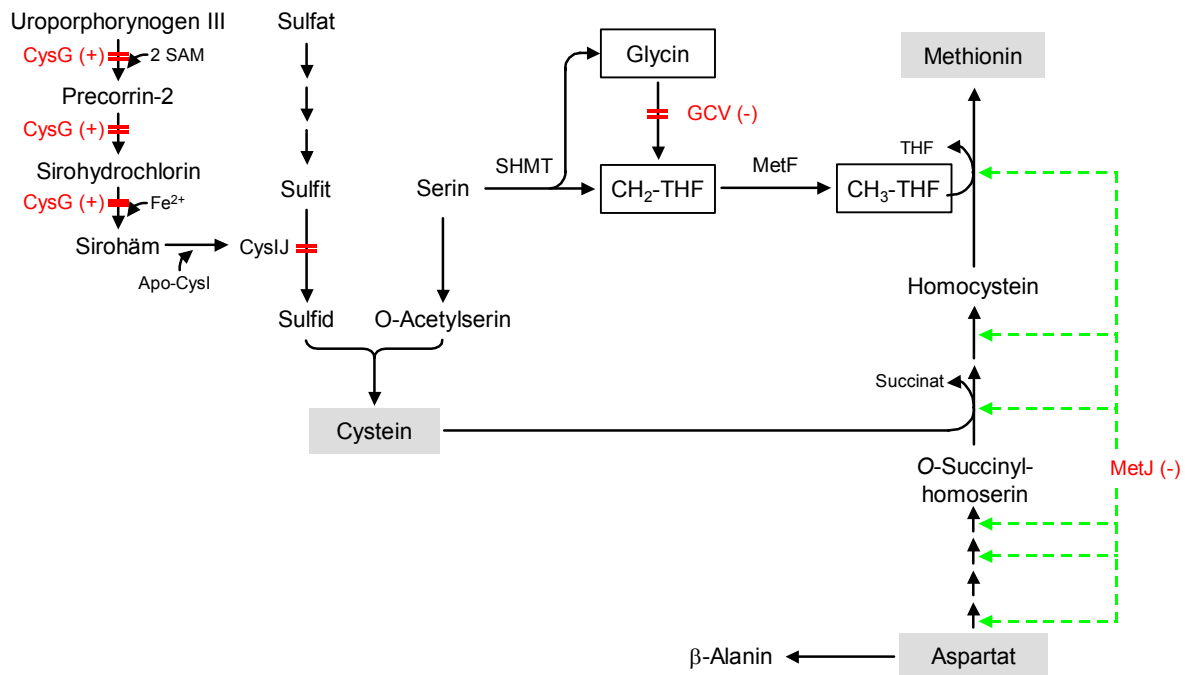 Uroporphorynogen III
CysG (+)
2 SAM
Precorrin-2
CysG (+)
Sirohydrochlorin
CysG (+)
Fe2+
Sirohäm
Apo-CysI
Sulfat
Sulfit
CysIJ
Sulfid
Serin
O-Acetylserin
Cystein
SHMT
Glycin
GCV (-)
CH2-THF
MetF
CH3-THF
THF
Methionin
Homocystein
Succinat
O-Succinyl-
homoserin
MetJ (-)
β-Alanin
Aspartat